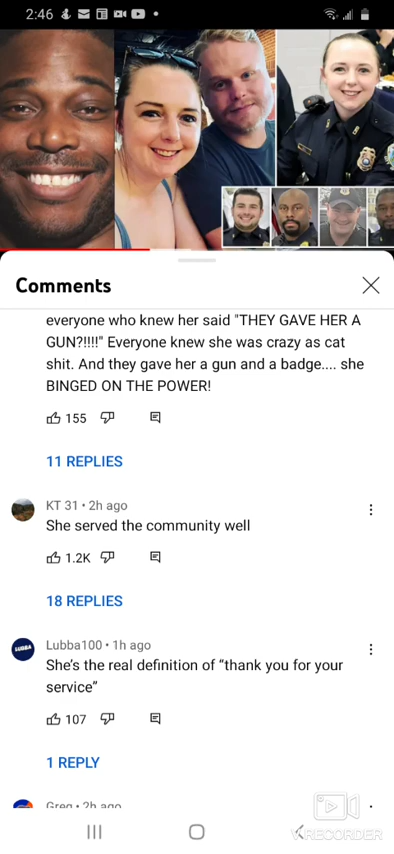 2:46
Comments
everyone who knew her said "THEY GAVE HER A
GUN?!!!!" Everyone knew she was crazy as cat
shit. And they gave her a gun and a badge.... she
BINGED ON THE POWER!
155
11 REPLIES
KT 31 • 2h ago
She served the community well
1.2K
18 REPLIES
LUBBA
Lubba100 • 1h ago
She's the real definition of “thank you for your
service”
107
1 REPLY
Greg • 2h ago
V RECORDER